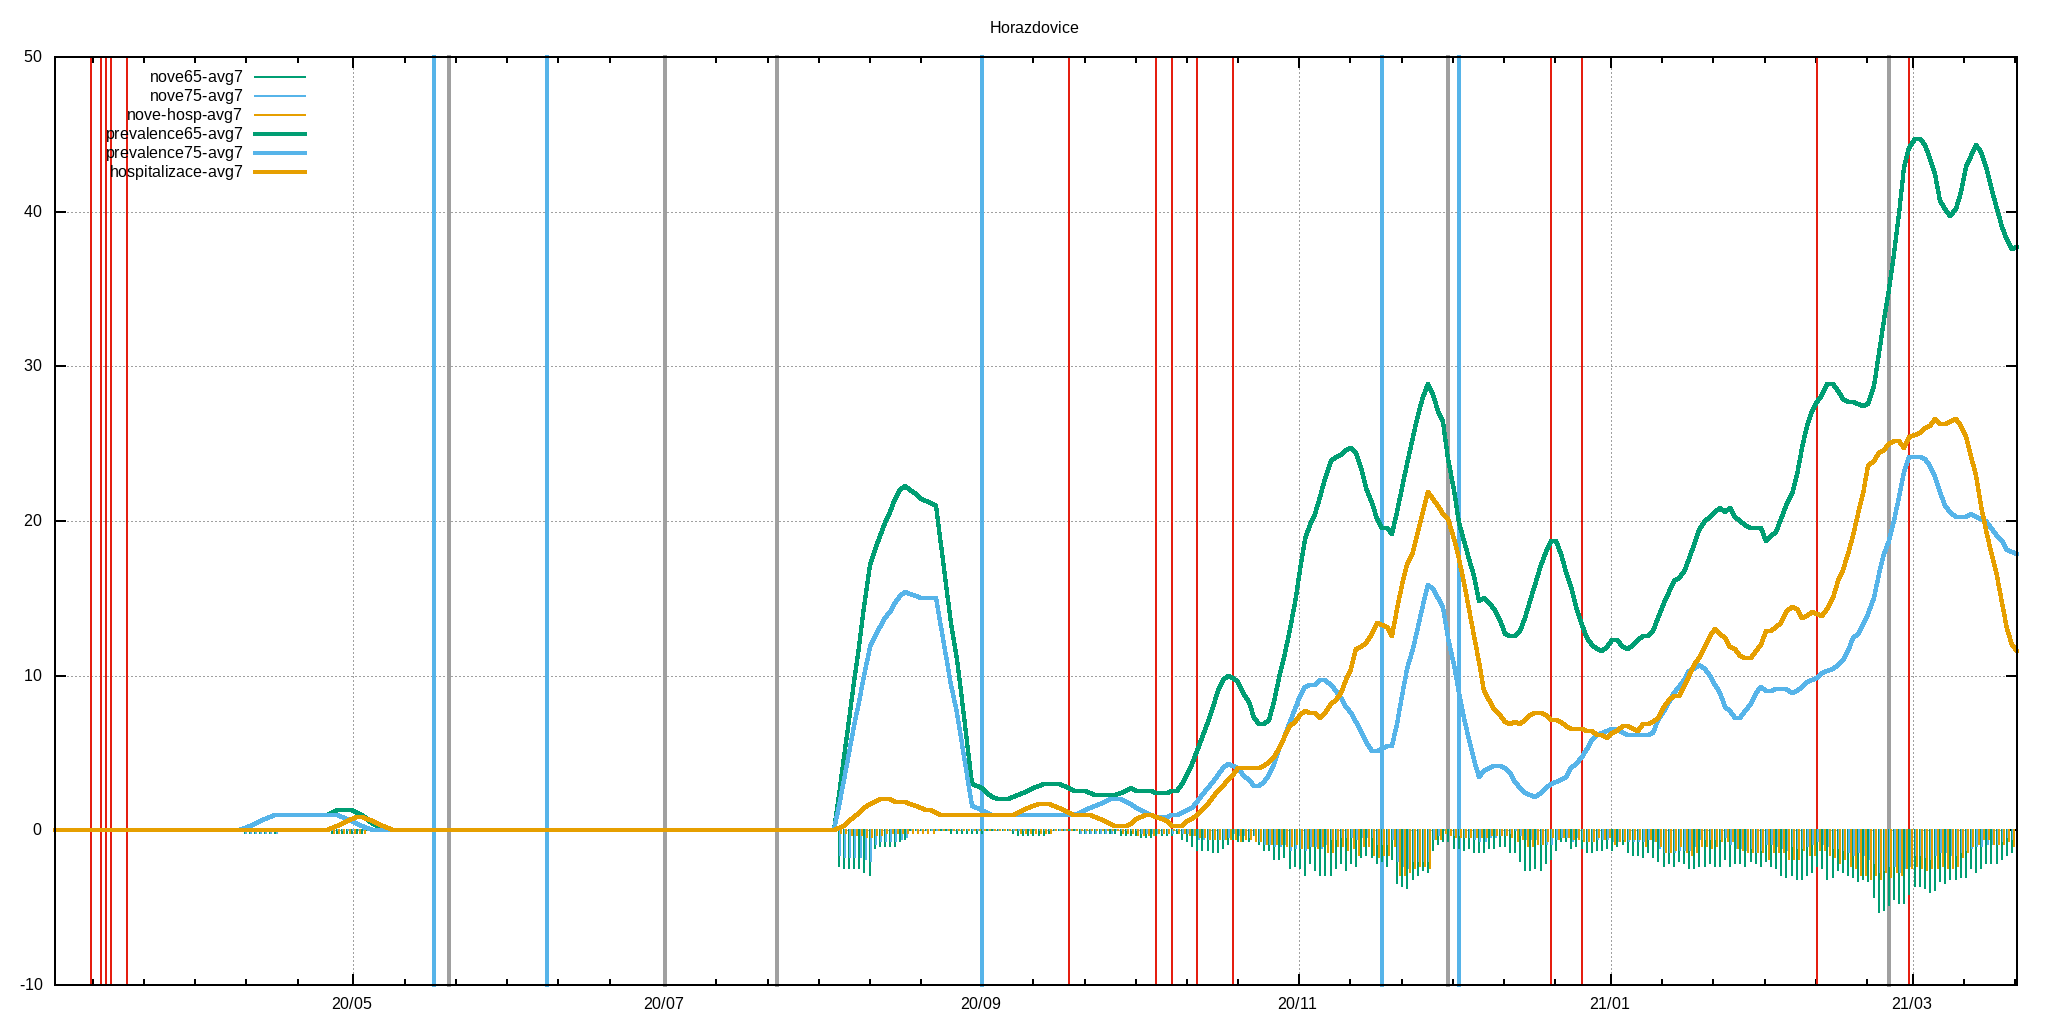 Horazdovice
50
nove65-avg7
nove75-avg7
nove-hosp-avg7
prevalence65-avg7
prevalence75-avg7
hospitalizace-avg7
40
30
20
10
0
-10
20/05 20/07 20/09 20/11 21/01 21/03